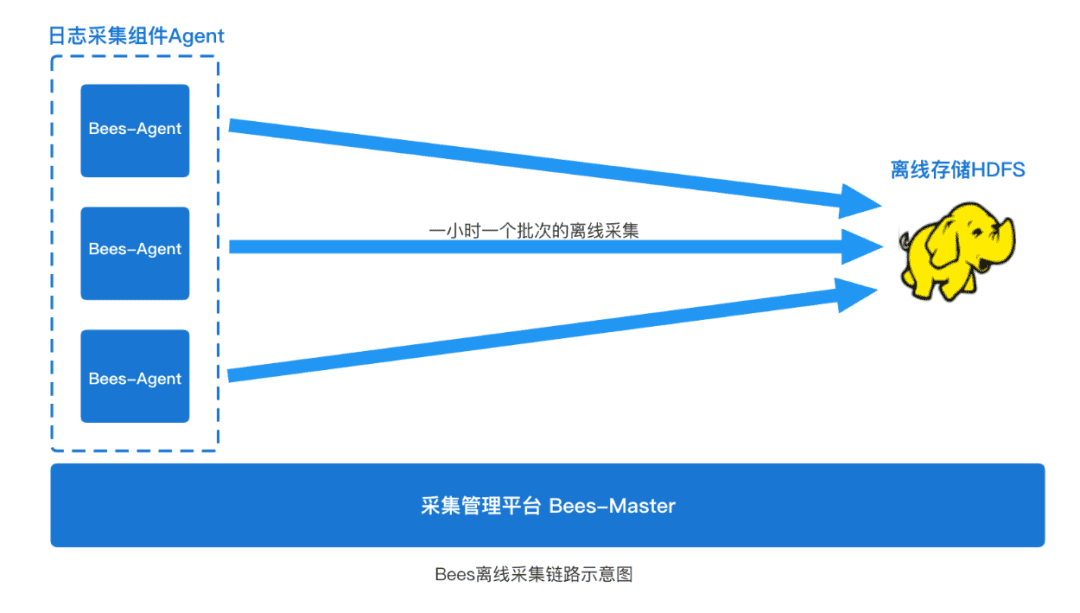 日志采集组件Agent
Bees-Agent
离线存储HDFS
一小时一个批次的离线采集
Bees-Agent
Bees-Agent
采集管理平台 Bees-Master
Bees离线采集链路示意图